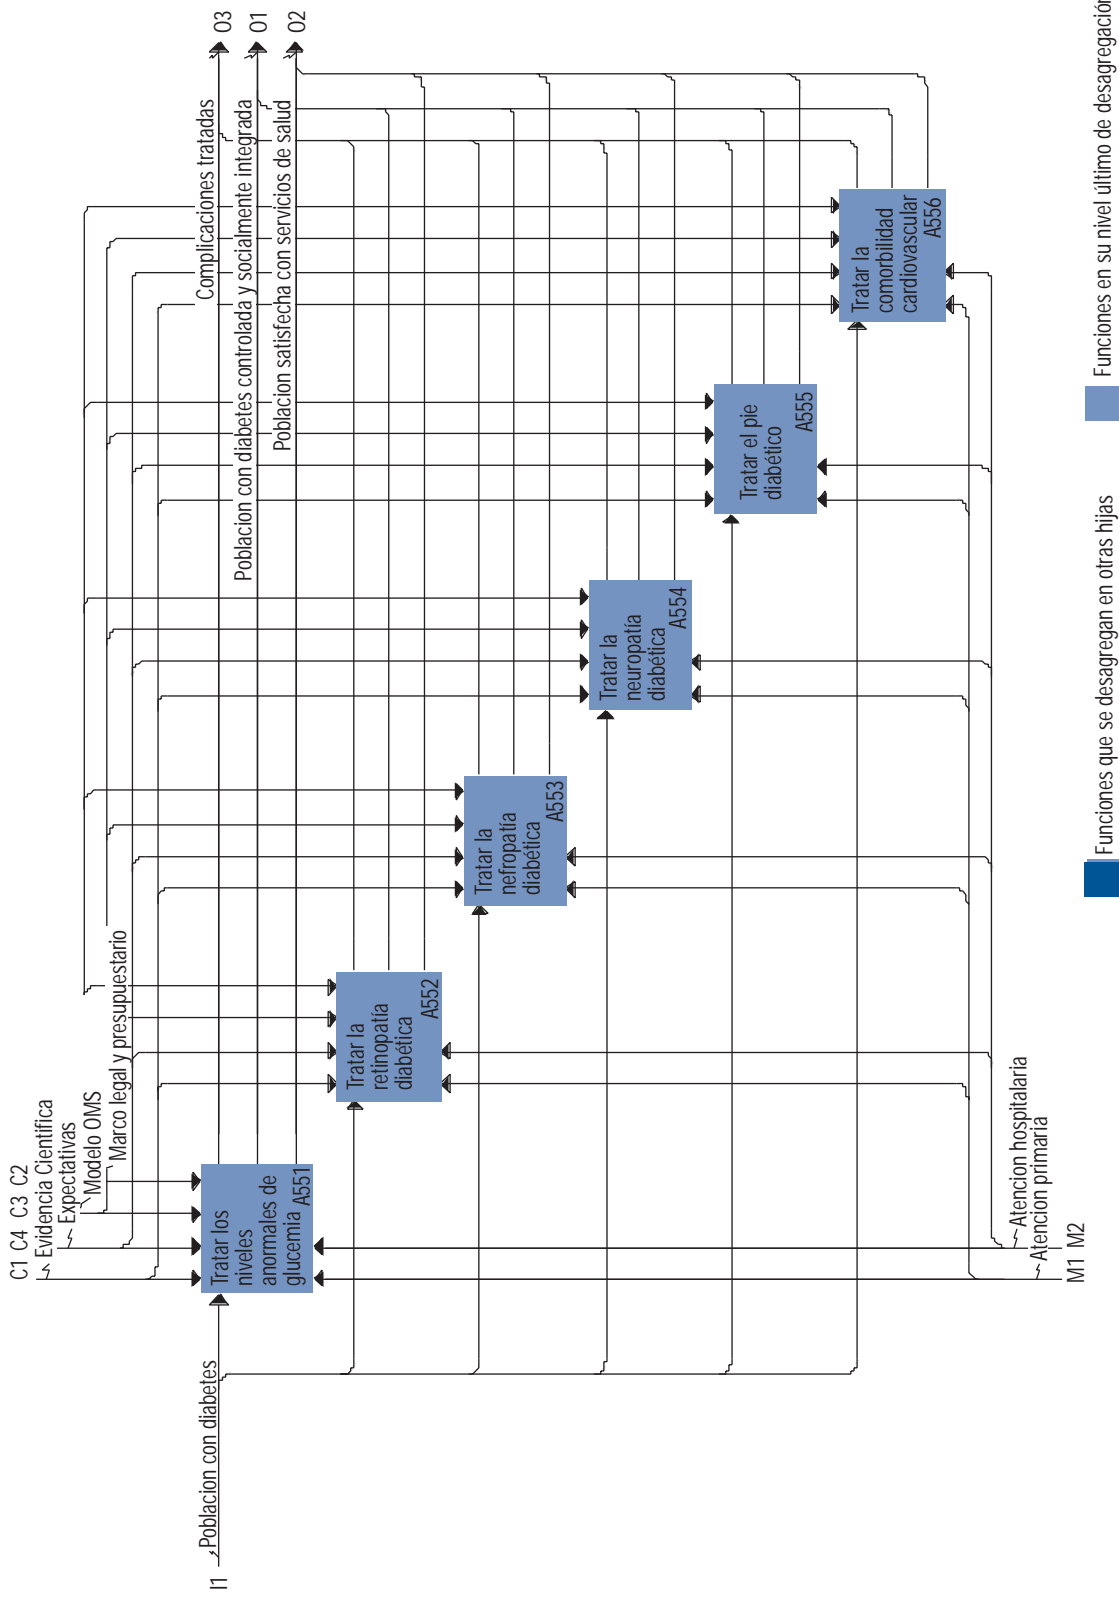 C1 C4 C3 C2
Evidencia Científica
Expectativas
Modelo OMS
Marco legal y presupuestario
I1
Poblacion con diabetes
Complicaciones tratadas
O3
Poblacion con diabetes controlada y socialmente integrada
O1
Poblacion satisfecha con servicios de salud
O2
Tratar los
niveles
anormales de
glucemia
A551
Tratar la
retinopatía
diabética
A552
Tratar la
nefropatía
diabética
A553
Tratar la
neuropatía
diabética
A554
Tratar el pie
diabético
A555
Tratar la
comorbilidad
cardiovascular
A556
Atencion hospitalaria
Atencion primaria
M1 M2
Funciones que se desagregan en otras hijas
Funciones en su nivel último de desagregación